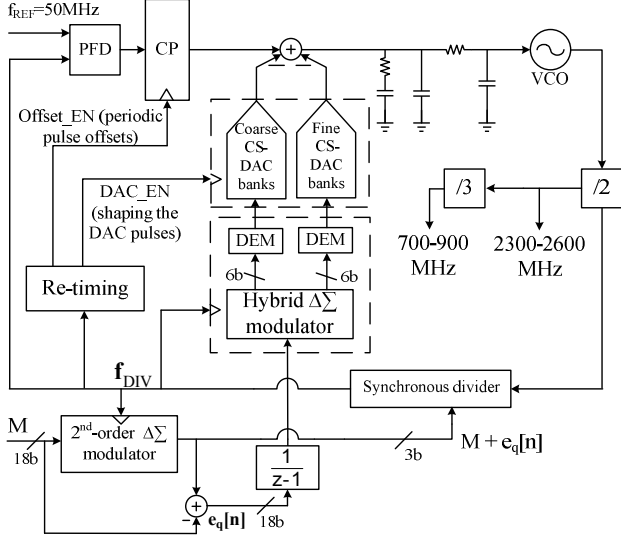 f_REF=50MHz
PFD
CP
+
VCO
Offset_EN (periodic
pulse offsets)
Coarse
CS-
DAC
banks
Fine
CS-
DAC
banks
DAC_EN
(shaping the
DAC pulses)
/3
/2
700-900
MHz
2300-2600
MHz
DEM
DEM
6b
6b
Re-timing
Hybrid ΔΣ
modulator
f_DIV
Synchronous divider
M
18b
2nd-order ΔΣ
modulator
3b
M + e_q[n]
1
z-1
+
−
e_q[n]
18b